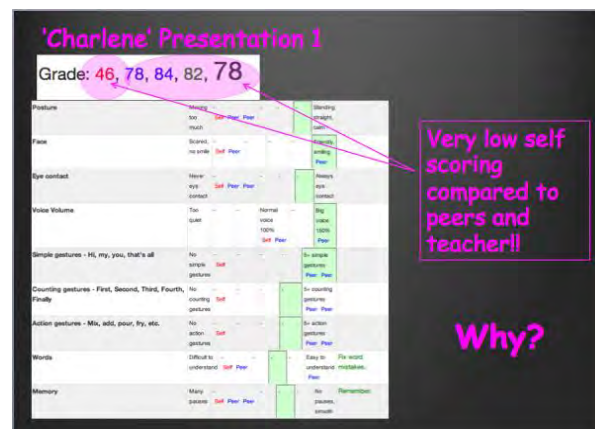 'Charlene' Presentation 1
Grade: 46, 78, 84, 82, 78
Very low self
scoring
compared to
peers and
teacher!!
Why?
Posture
Moving too much
Self Peer Peer
Standing straight, calm
Face
Scared, no smile
Self Peer
Friendly, smiling
Peer
Eye contact
Never eye contact
Self Peer Peer
Always eye contact
Voice Volume
Too quiet
Normal voice 100%
Self Peer
Big voice 100%
Peer
Simple gestures - Hi, my, you, that's all
No simple gestures
Self
5+ simple gestures
Peer Peer
Counting gestures - First, Second, Third, Fourth,
Finally
No counting gestures
Self
5+ counting gestures
Peer Peer
Action gestures - Mix, add, pour, fry, etc.
No action gestures
Self
5+ action gestures
Peer Peer
Words
Difficult to understand
Self Peer
Easy to understand
Peer
Fix word mistakes.
Memory
Many pauses
Self Peer Peer
No pauses, smooth
Remember.